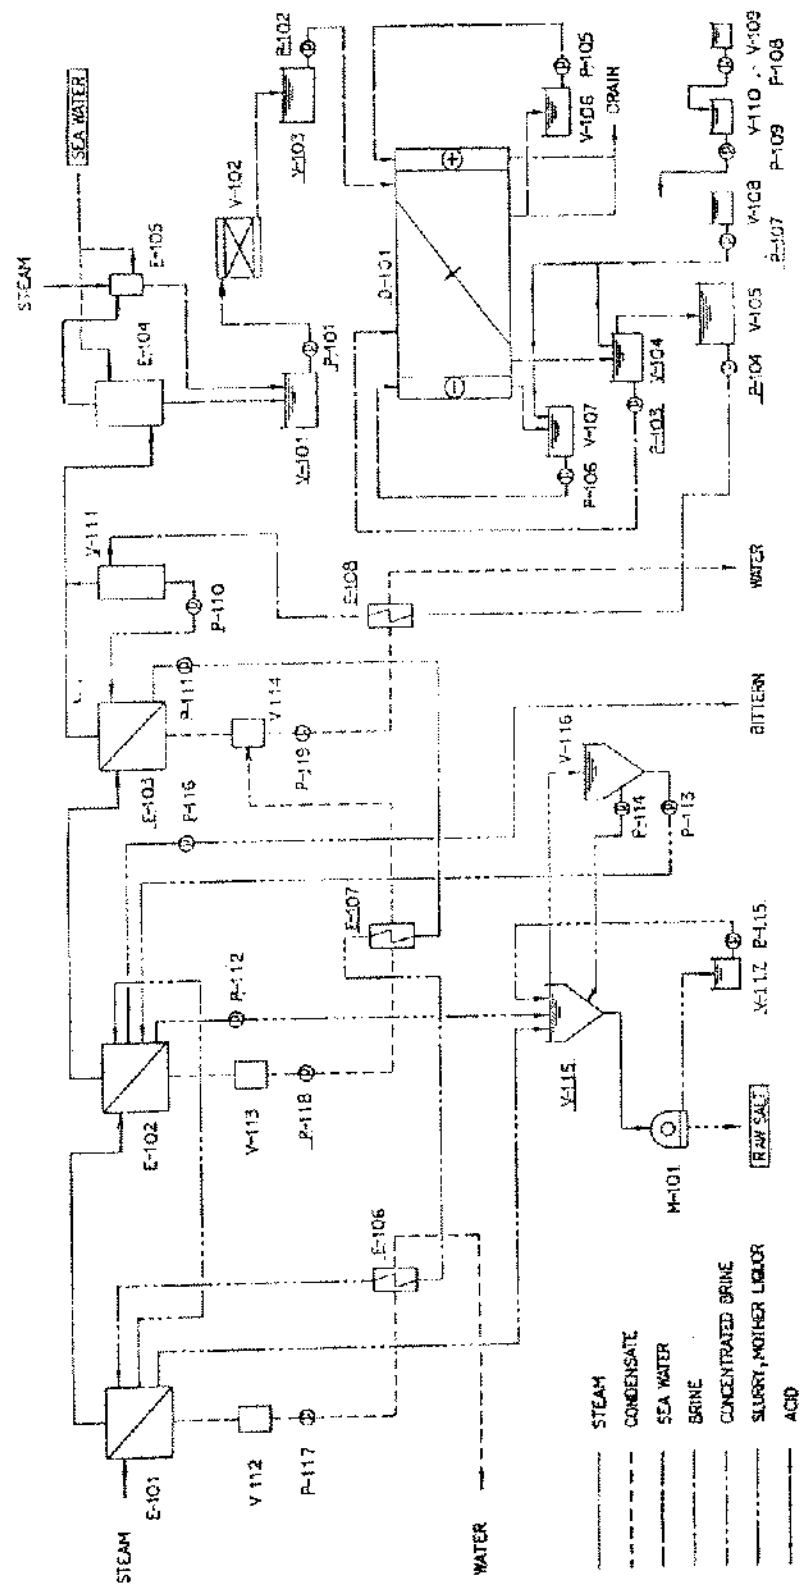 SEA WATER
STEAM
E-105
E-104
V-102
P-102
V-103
P-101
V-101
P-105
V-106
DRAIN
D-101
V-109
P-108
V-110
P-109
V-108
P-107
V-105
P-104
V-104
P-103
V-107
P-106
V-111
P-110
E-108
WATER
P-111
V-114
P-119
E-103
P-116
BITTERN
V-116
P-114
P-113
E-107
P-112
E-102
V-113
P-118
V-115
V-117
P-115
M-101
RAW SALT
E-106
E-101
STEAM
V112
P-117
WATER
STEAM
CONDENSATE
SEA WATER
BRINE
CONCENTRATED BRINE
SLURRY, MOTHER LIQUOR
ACID